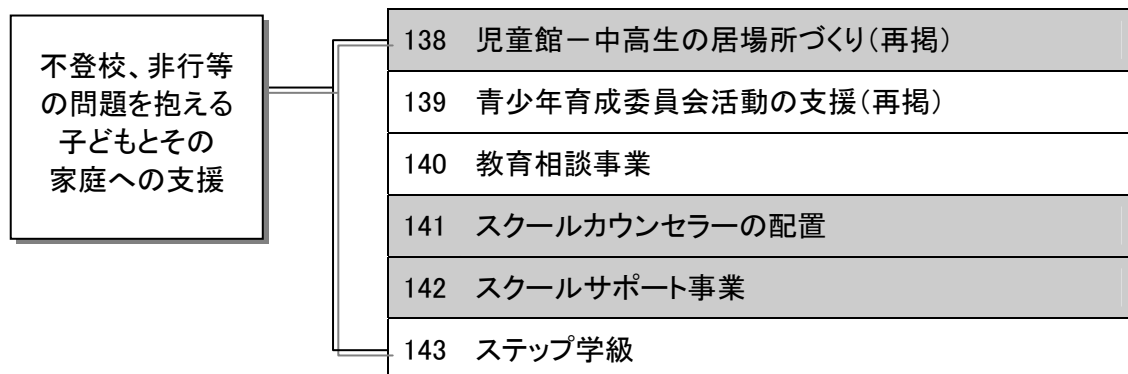 不登校、非行等
の問題を抱える
子どもとその
家庭への支援
138 児童館－中高生の居場所づくり（再掲）
139 青少年育成委員会活動の支援（再掲）
140 教育相談事業
141 スクールカウンセラーの配置
142 スクールサポート事業
143 ステップ学級